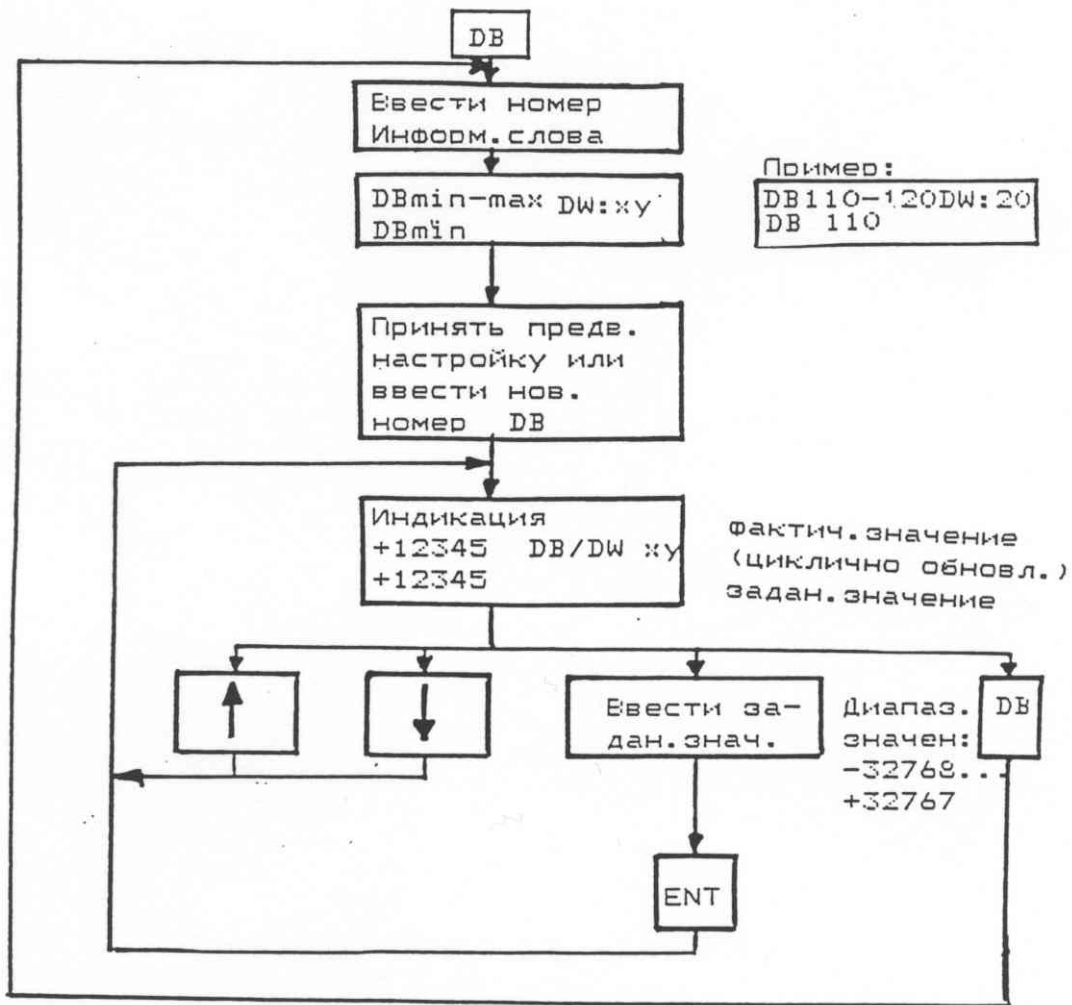 DB
Ввести номер
Информ.слова
DBmin-max DW:xy
DBmin
Пример:
DB110-120DW:20
DB 110
Принять предв.
настройку или
ввести нов.
номер DB
Индикация
+12345 DB/DW xy
+12345
Фактич.значение
(циклично обновл.)
задан.значение
Ввести за-
дан.знач.
Диапаз.
значен:
-32768...
+32767
DB
ENT